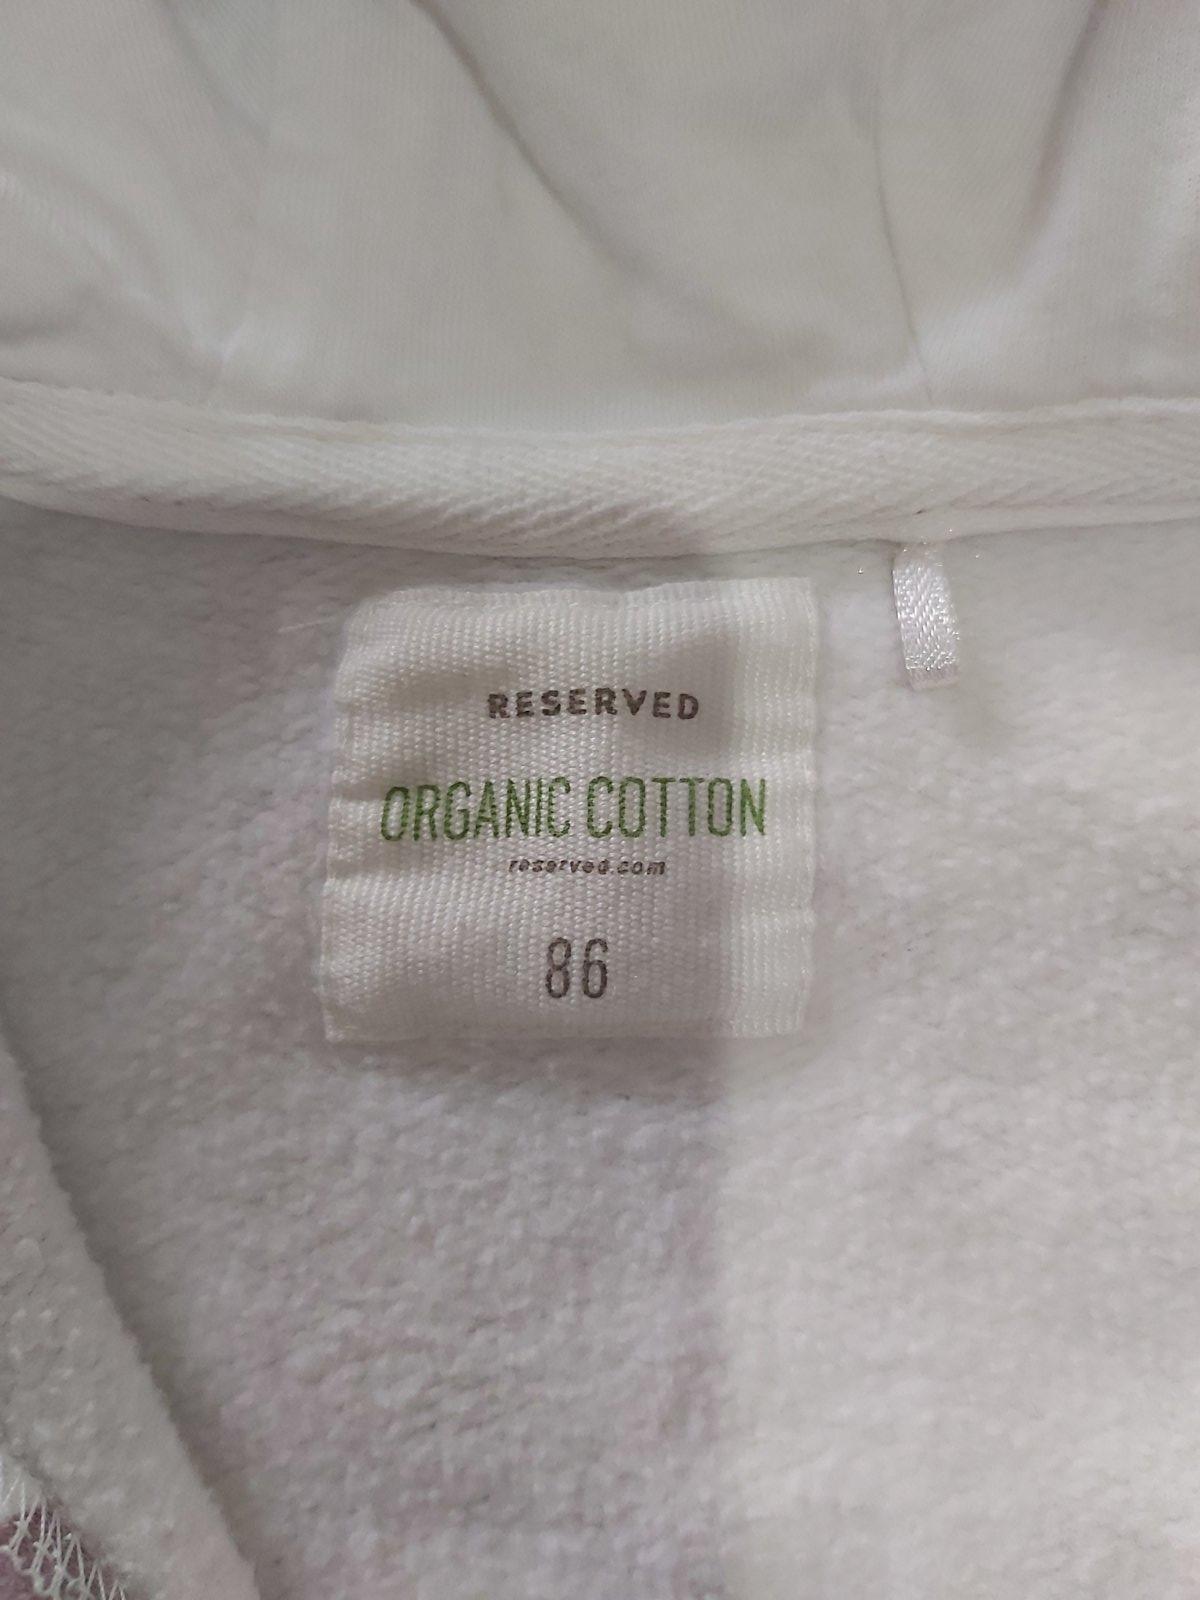 RESERVED
ORGANIC COTTON
reserved.com
86